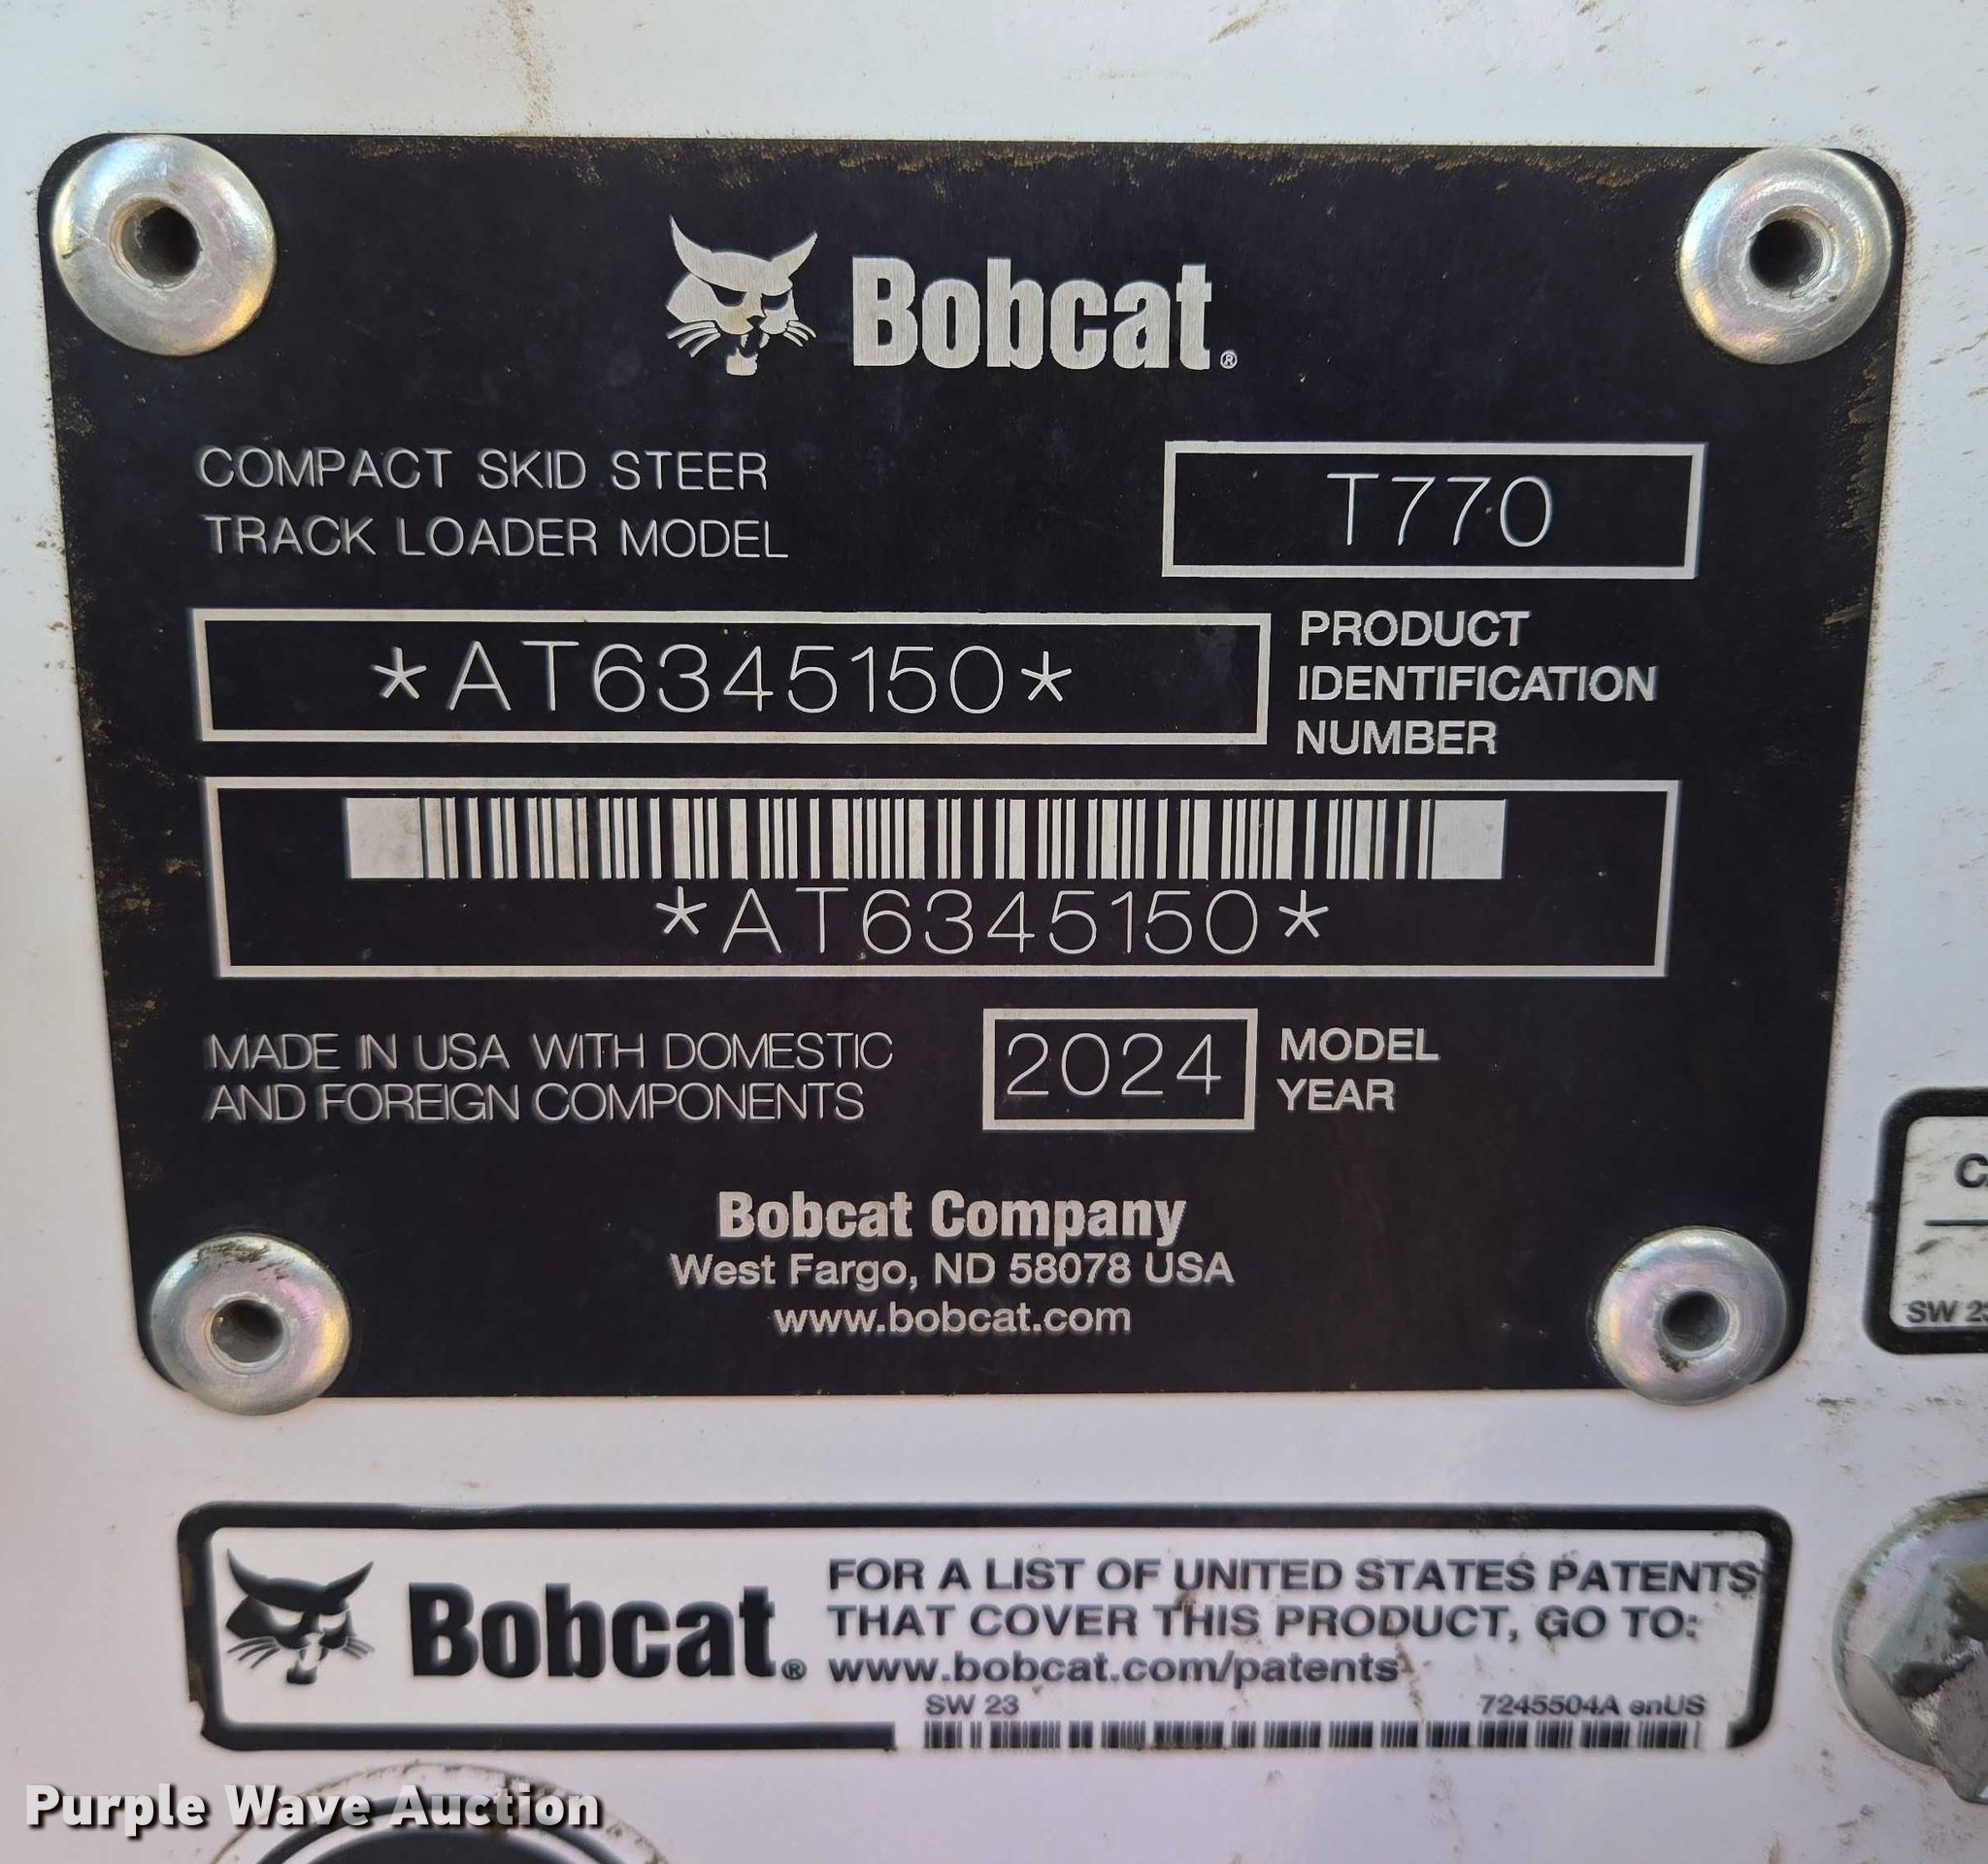 Bobcat®
COMPACT SKID STEER
TRACK LOADER MODEL
T770
*AT6345150*
PRODUCT
IDENTIFICATION
NUMBER
*AT6345150*
MADE IN USA WITH DOMESTIC
AND FOREIGN COMPONENTS
2024
MODEL
YEAR
Bobcat Company
West Fargo, ND 58078 USA
www.bobcat.com
SW 23
Bobcat®
FOR A LIST OF UNITED STATES PATENTS
THAT COVER THIS PRODUCT, GO TO:
www.bobcat.com/patents
SW 23
7245504A enUS
Purple Wave Auction